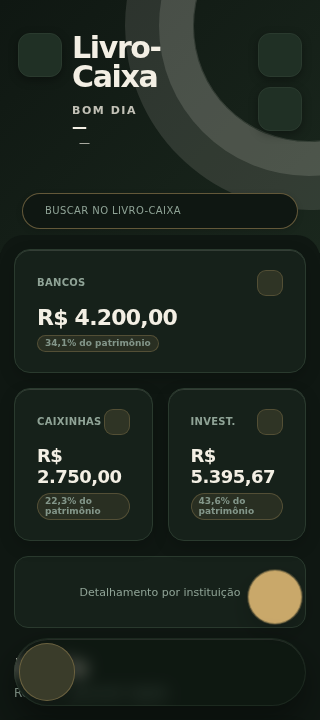 Livro-
Caixa
BOM DIA
—
—
BUSCAR NO LIVRO-CAIXA
BANCOS
R$ 4.200,00
34,1% do patrimônio
CAIXINHAS
R$
2.750,00
22,3% do
patrimônio
INVEST.
R$
5.395,67
43,6% do
patrimônio
Detalhamento por instituição